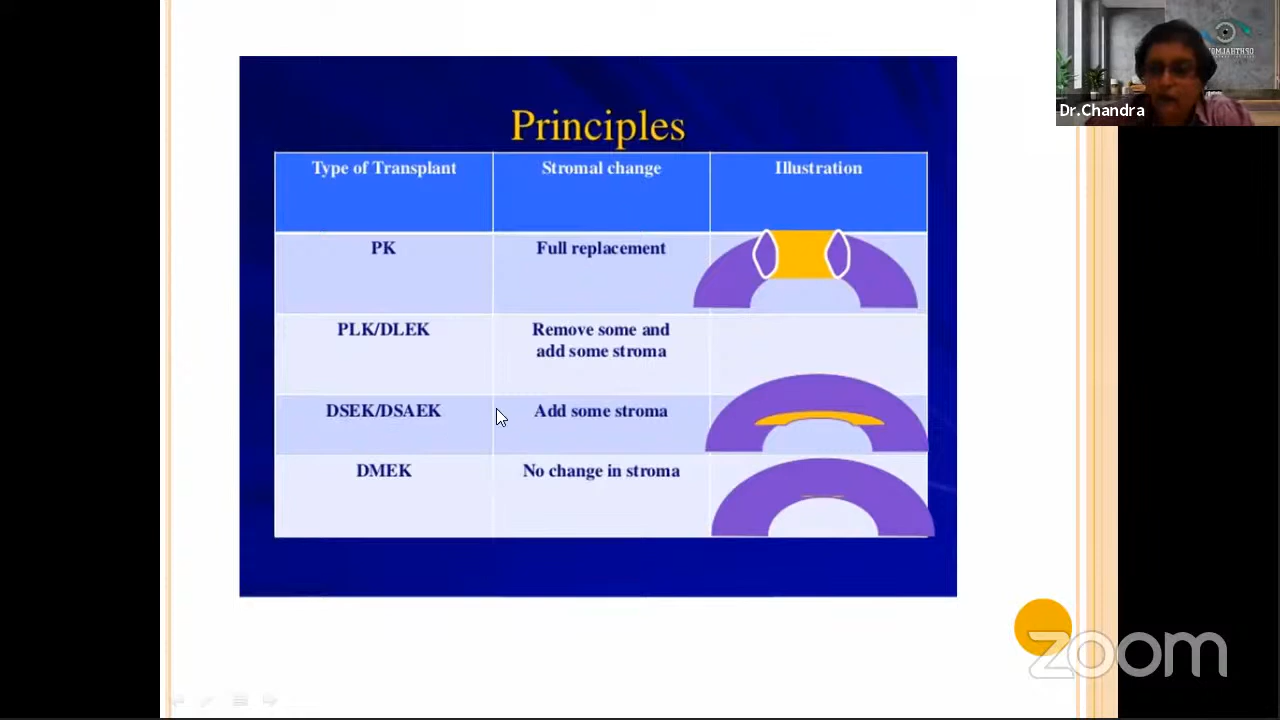 Dr.Chandra
Principles
Type of Transplant
Stromal change
Illustration
PK
Full replacement
PLK/DLEK
Remove some and
add some stroma
DSEK/DSAEK
Add some stroma
DMEK
No change in stroma
zoom